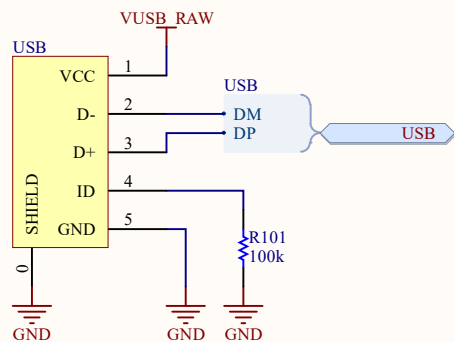 VUSB_RAW
USB
VCC 1
USB
D- 2 DM
D+ 3 DP
USB
ID 4
GND 5
SHIELD
R101
100k
0
GND
GND
GND